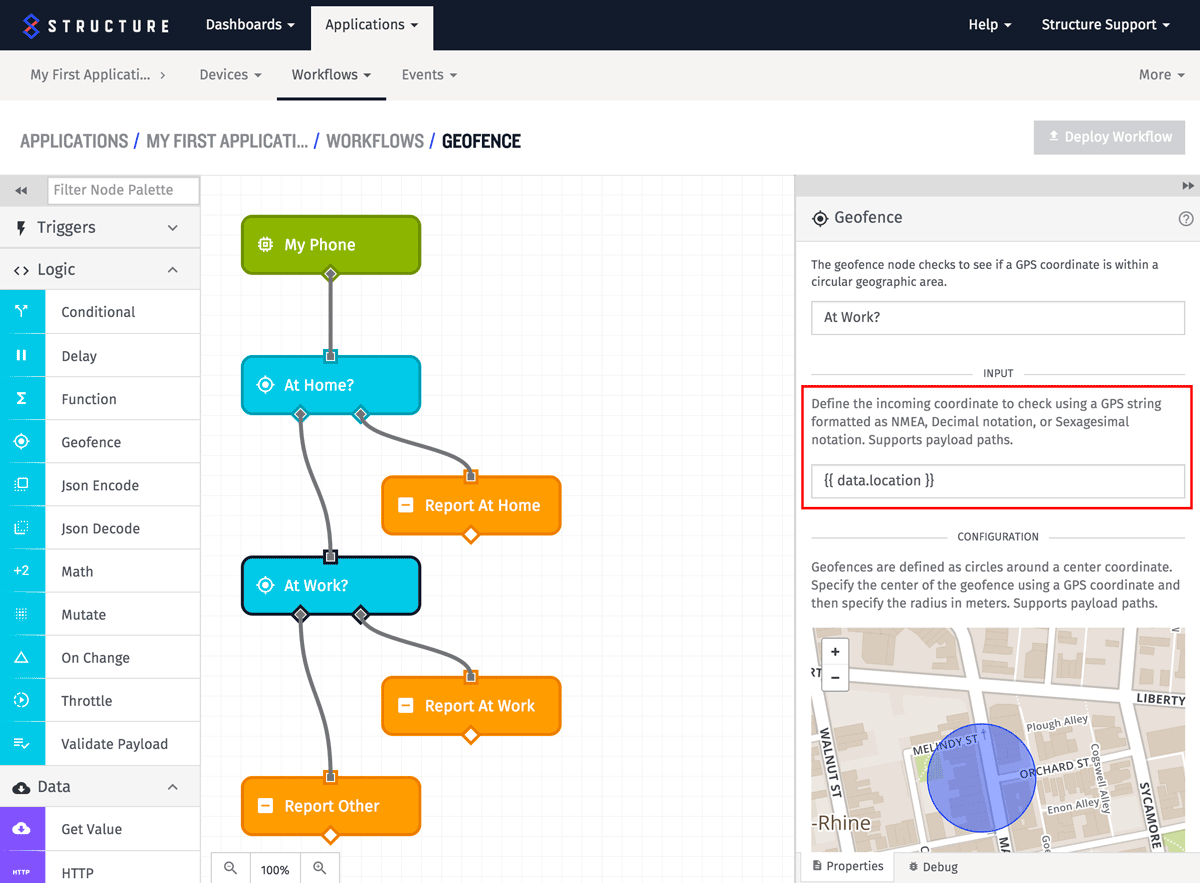 STRUCTURE
Dashboards
Applications
Help
Structure Support
My First Applicati...
Devices
Workflows
Events
More
APPLICATIONS / MY FIRST APPLICATI... / WORKFLOWS / GEOFENCE
Deploy Workflow
Filter Node Palette
Triggers
Logic
Conditional
Delay
Function
Geofence
Json Encode
Json Decode
+2 Math
Mutate
On Change
Throttle
Validate Payload
Data
Get Value
HTTP HTTP
My Phone
At Home?
Report At Home
At Work?
Report At Work
Report Other
100%
Geofence
The geofence node checks to see if a GPS coordinate is within a
circular geographic area.
At Work?
INPUT
Define the incoming coordinate to check using a GPS string
formatted as NMEA, Decimal notation, or Sexagesimal
notation. Supports payload paths.
{{ data.location }}
CONFIGURATION
Geofences are defined as circles around a center coordinate.
Specify the center of the geofence using a GPS coordinate and
then specify the radius in meters. Supports payload paths.
+
−
LIBERTY
Plough Alley
MELINDY ST
WALNUT ST
ORCHARD ST
Cogswell Alley
SYCAMORE
Enon Alley
-Rhine
Properties
Debug